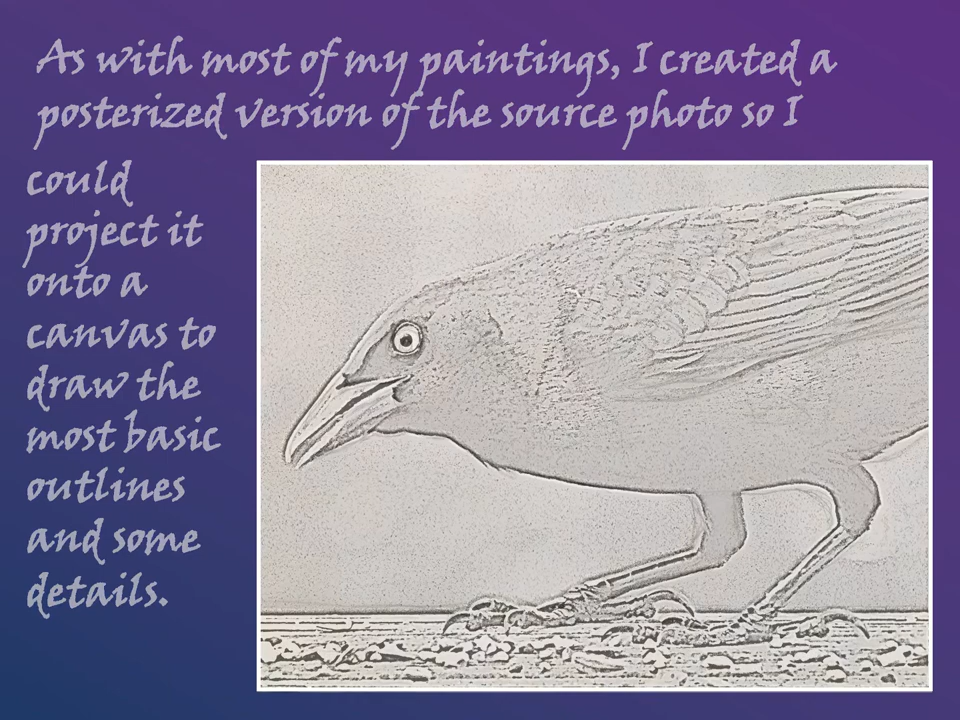 As with most of my paintings, I created a
posterized version of the source photo so I
could
project it
onto a
canvas to
draw the
most basic
outlines
and some
details.